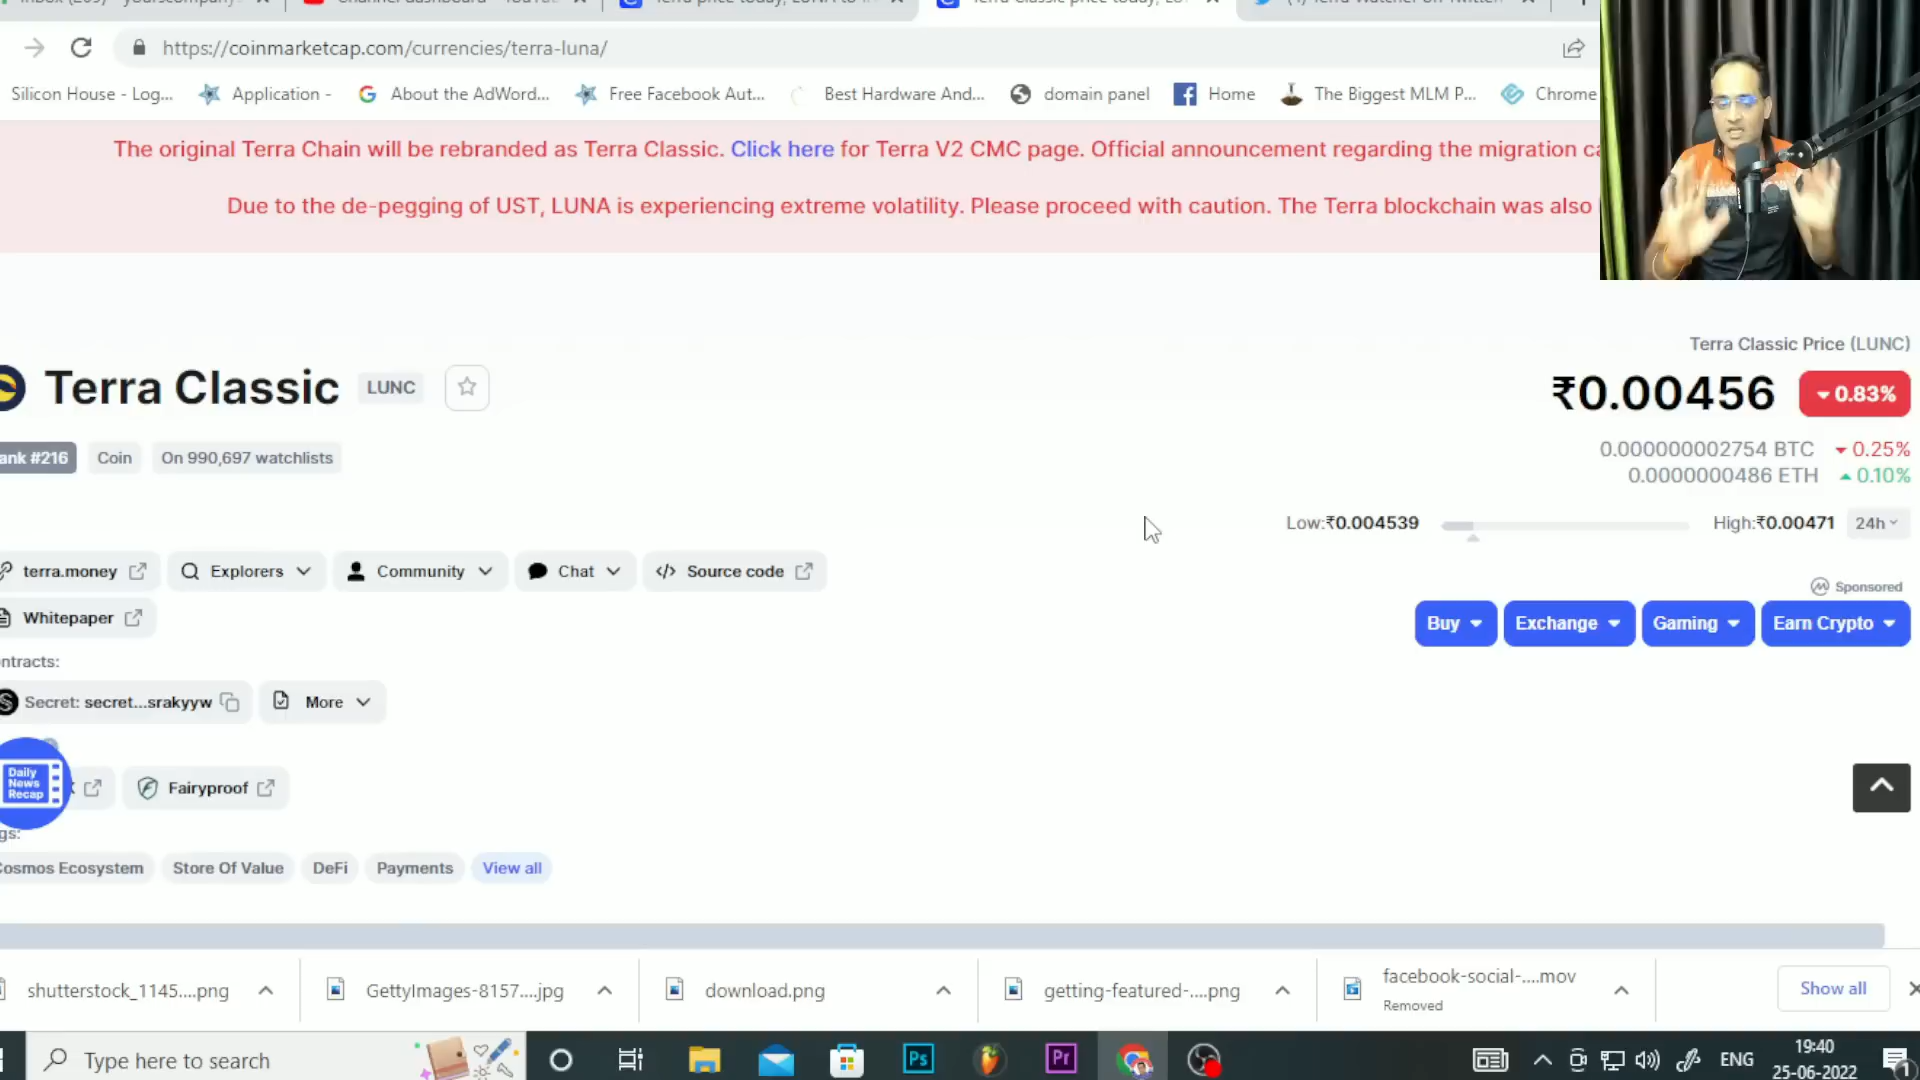 https://coinmarketcap.com/currencies/terra-luna/
Silicon House - Log...
Application -
About the AdWord...
Free Facebook Aut...
Best Hardware And...
domain panel
Home
The Biggest MLM P...
Chrome
The original Terra Chain will be rebranded as Terra Classic. Click here for Terra V2 CMC page. Official announcement regarding the migration ca
Due to the de-pegging of UST, LUNA is experiencing extreme volatility. Please proceed with caution. The Terra blockchain was also
Terra Classic Price (LUNC)
Terra Classic LUNC
₹0.00456 0.83%
0.000000002754 BTC 0.25%
0.0000000486 ETH 0.10%
ank #216
Coin
On 990,697 watchlists
Low:₹0.004539
High:₹0.00471
24h
terra.money
Explorers
Community
Chat
Source code
Whitepaper
Sponsored
Buy
Exchange
Gaming
Earn Crypto
ontracts:
Secret: secret...srakyyw
More
Daily
News
Recap
Fairyproof
gs:
Cosmos Ecosystem
Store Of Value
DeFi
Payments
View all
shutterstock_1145....png
GettyImages-8157....jpg
download.png
getting-featured-....png
facebook-social-....mov
Removed
Show all
Type here to search
Ps
Pr
ENG
19:40
25-06-2022
1